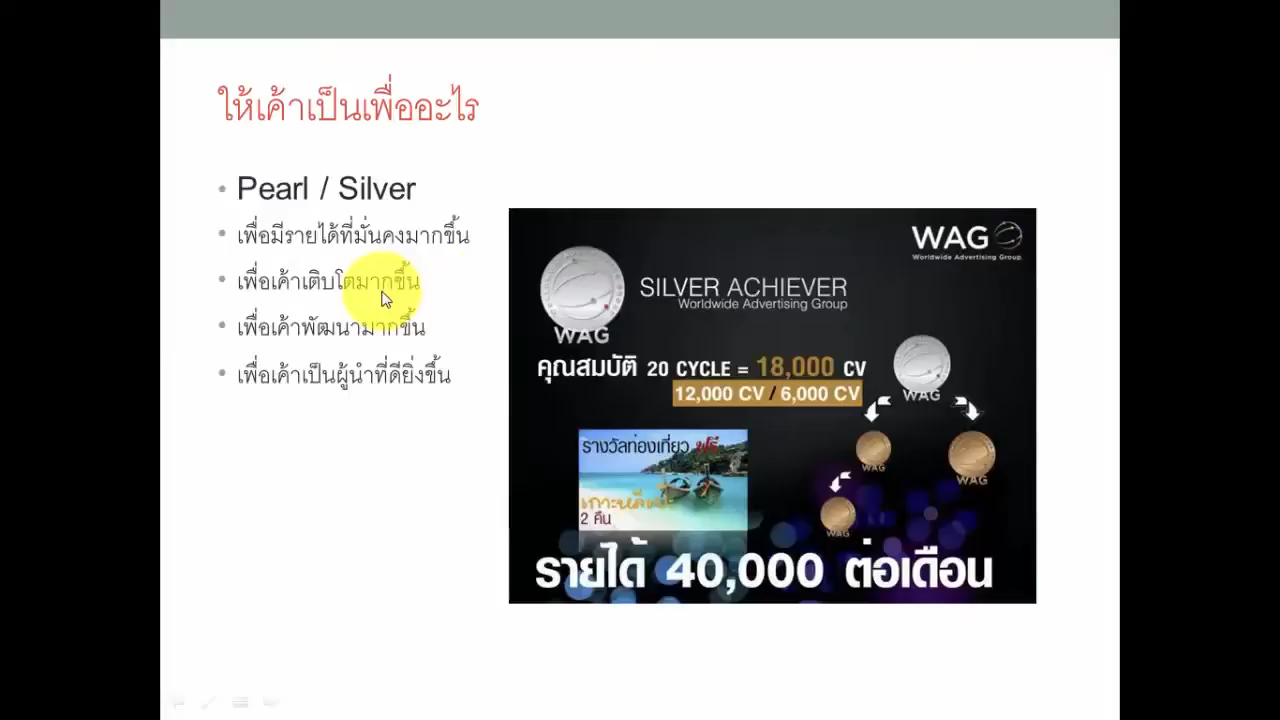 ให้เค้าเป็นเพื่ออะไร
• Pearl / Silver
• เพื่อมีรายได้ที่มั่นคงมากขึ้น
• เพื่อเค้าเติบโตมากขึ้น
• เพื่อเค้าพัฒนามากขึ้น
• เพื่อเค้าเป็นผู้นำที่ดียิ่งขึ้น
WAG
Worldwide Advertising Group
SILVER ACHIEVER
Worldwide Advertising Group
WAG
คุณสมบัติ 20 CYCLE = 18,000 CV
12,000 CV / 6,000 CV
WAG
WAG
WAG
WAG
รางวัลท่องเที่ยว ฟรี
2 คืน
รายได้ 40,000 ต่อเดือน